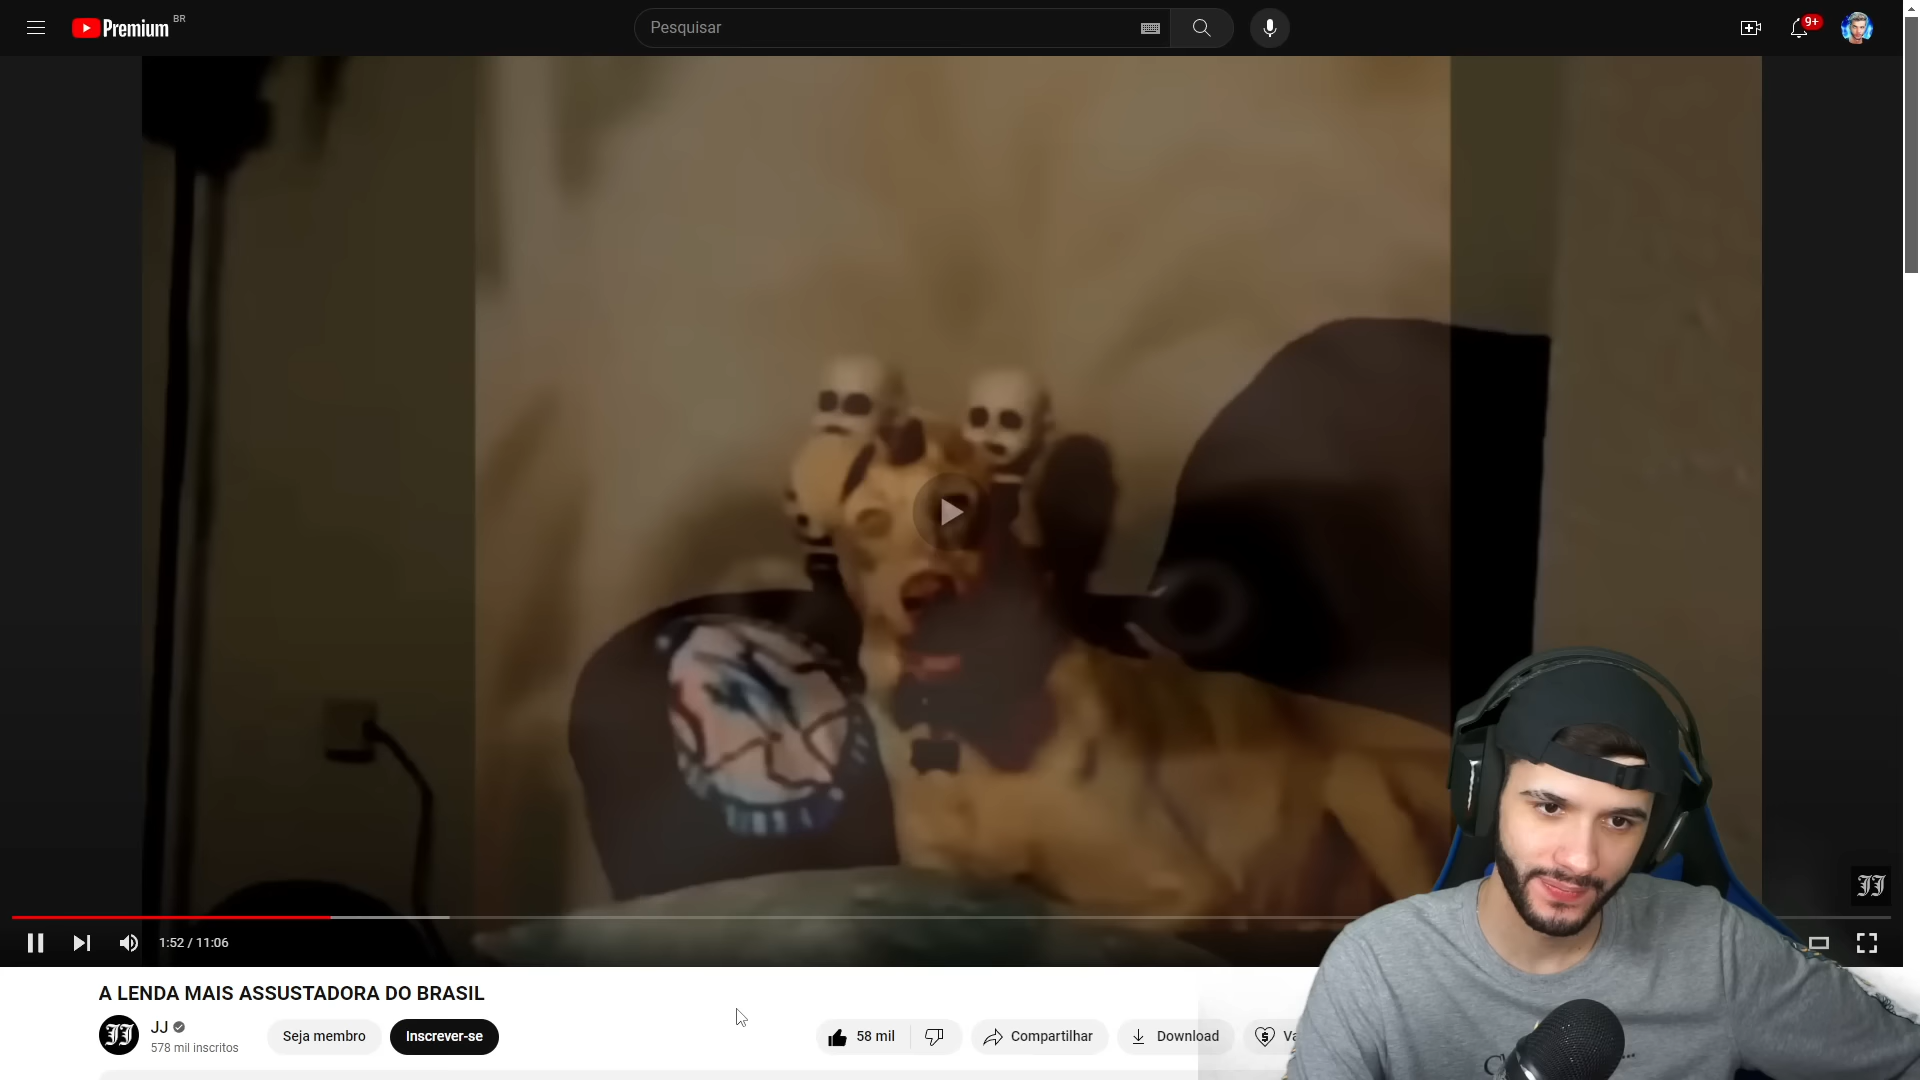 Premium BR
Pesquisar
9+
JJ
1:52 / 11:06
A LENDA MAIS ASSUSTADORA DO BRASIL
JJ
JJ
578 mil inscritos
Seja membro
Inscrever-se
58 mil
Compartilhar
Download